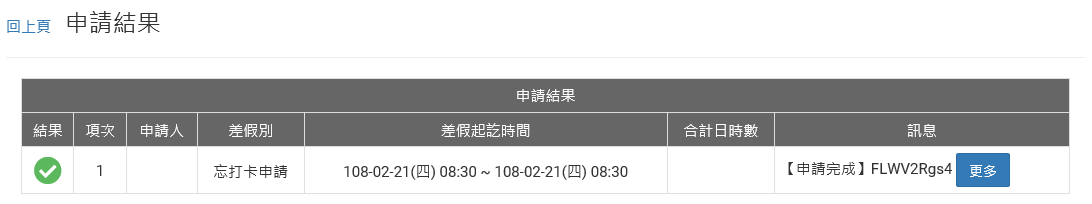 回上頁 申請結果
申請結果
結果 項次 申請人 差假別 差假起訖時間 合計日時數 訊息
1 忘打卡申請 108-02-21(四) 08:30 ~ 108-02-21(四) 08:30 【申請完成】FLWV2Rgs4 更多